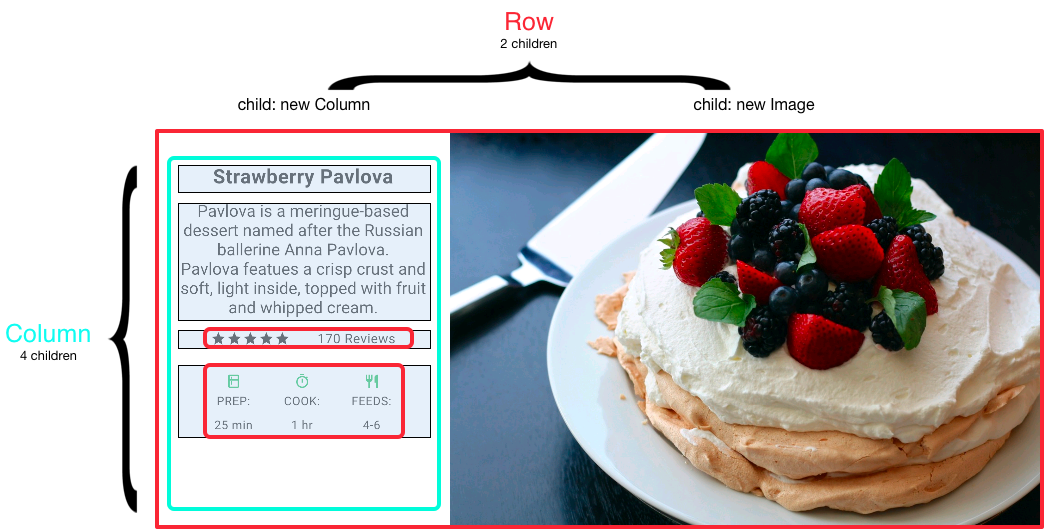 Row
2 children
child: new Column
child: new Image
Strawberry Pavlova
Pavlova is a meringue-based
dessert named after the Russian
ballerine Anna Pavlova.
Pavlova featues a crisp crust and
soft, light inside, topped with fruit
and whipped cream.
170 Reviews
Column
4 children
PREP: COOK: FEEDS:
25 min 1 hr 4-6